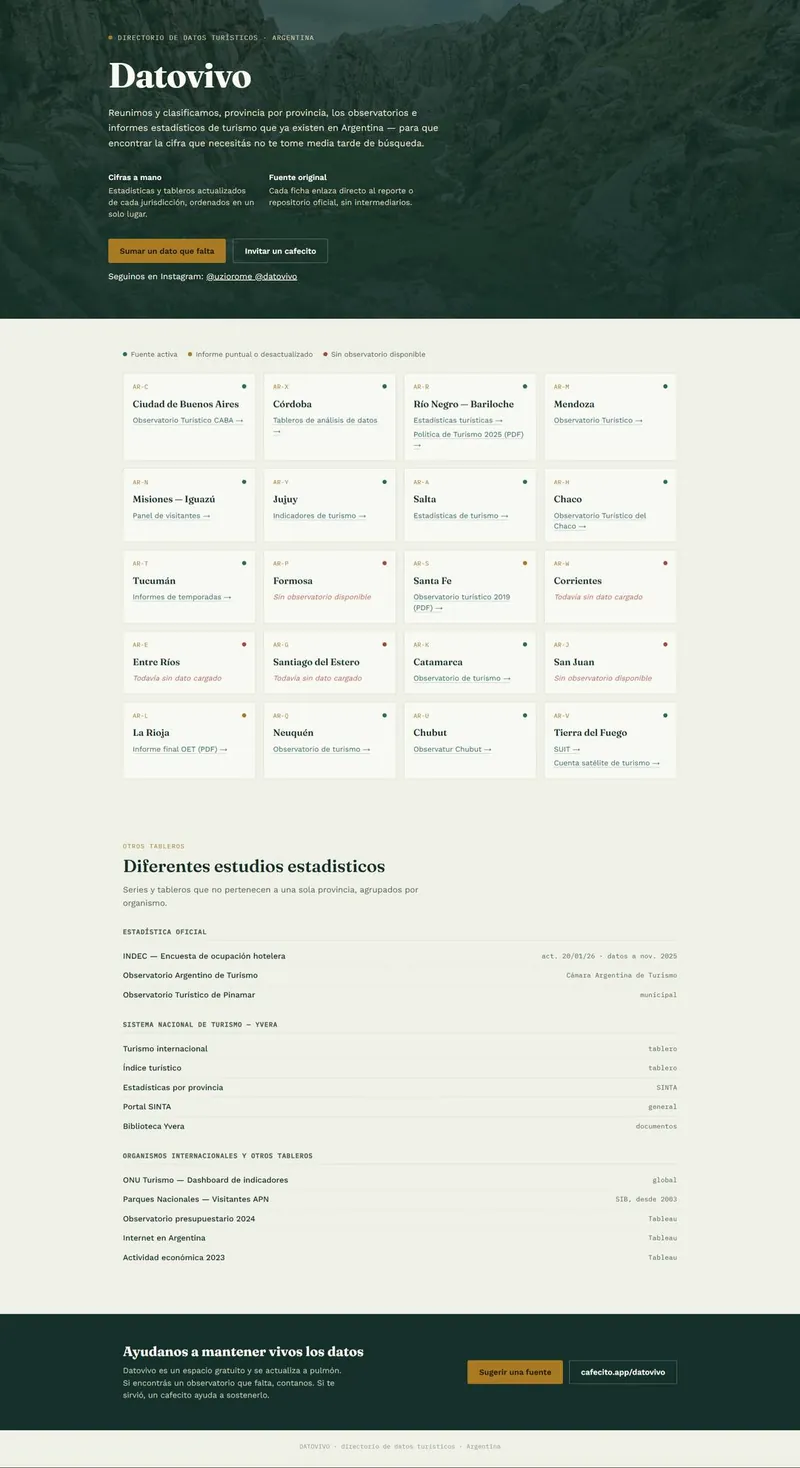 DIRECTORIO DE DATOS TURÍSTICOS · ARGENTINA
Datovivo
Reunimos y clasificamos, provincia por provincia, los observatorios e
informes estadísticos de turismo que ya existen en Argentina — para que
encontrar la cifra que necesitás no te tome media tarde de búsqueda.
Cifras a mano
Estadísticas y tableros actualizados
de cada jurisdicción, ordenados en un
solo lugar.
Fuente original
Cada ficha enlaza directo al reporte o
repositorio oficial, sin intermediarios.
Sumar un dato que falta
Invitar un cafecito
Seguinos en Instagram: @uziorome @datovivo
Fuente activa
Informe puntual o desactualizado
Sin observatorio disponible
AR-C
Ciudad de Buenos Aires
Observatorio Turístico CABA →
AR-X
Córdoba
Tableros de análisis de datos
→
AR-R
Río Negro — Bariloche
Estadísticas turísticas →
Política de Turismo 2025 (PDF)
→
AR-M
Mendoza
Observatorio Turístico →
AR-N
Misiones — Iguazú
Panel de visitantes →
AR-Y
Jujuy
Indicadores de turismo →
AR-A
Salta
Estadísticas de turismo →
AR-H
Chaco
Observatorio Turístico del
Chaco →
AR-T
Tucumán
Informes de temporadas →
AR-P
Formosa
Sin observatorio disponible
AR-S
Santa Fe
Observatorio turístico 2019
(PDF) →
AR-W
Corrientes
Todavía sin dato cargado
AR-E
Entre Ríos
Todavía sin dato cargado
AR-G
Santiago del Estero
Todavía sin dato cargado
AR-K
Catamarca
Observatorio de turismo →
AR-J
San Juan
Sin observatorio disponible
AR-L
La Rioja
Informe final OET (PDF) →
AR-Q
Neuquén
Observatorio de turismo →
AR-U
Chubut
Observatur Chubut →
AR-V
Tierra del Fuego
SUIT →
Cuenta satélite de turismo →
OTROS TABLEROS
Diferentes estudios estadisticos
Series y tableros que no pertenecen a una sola provincia, agrupados por
organismo.
ESTADÍSTICA OFICIAL
INDEC — Encuesta de ocupación hotelera
act. 20/01/26 · datos a nov. 2025
Observatorio Argentino de Turismo
Cámara Argentina de Turismo
Observatorio Turístico de Pinamar
municipal
SISTEMA NACIONAL DE TURISMO — YVERA
Turismo internacional
tablero
Índice turístico
tablero
Estadísticas por provincia
SINTA
Portal SINTA
general
Biblioteca Yvera
documentos
ORGANISMOS INTERNACIONALES Y OTROS TABLEROS
ONU Turismo — Dashboard de indicadores
global
Parques Nacionales — Visitantes APN
SIB, desde 2003
Observatorio presupuestario 2024
Tableau
Internet en Argentina
Tableau
Actividad económica 2023
Tableau
Ayudanos a mantener vivos los datos
Datovivo es un espacio gratuito y se actualiza a pulmón.
Si encontrás un observatorio que falta, contanos. Si te
sirvió, un cafecito ayuda a sostenerlo.
Sugerir una fuente
cafecito.app/datovivo
DATOVIVO · directorio de datos turísticos · Argentina